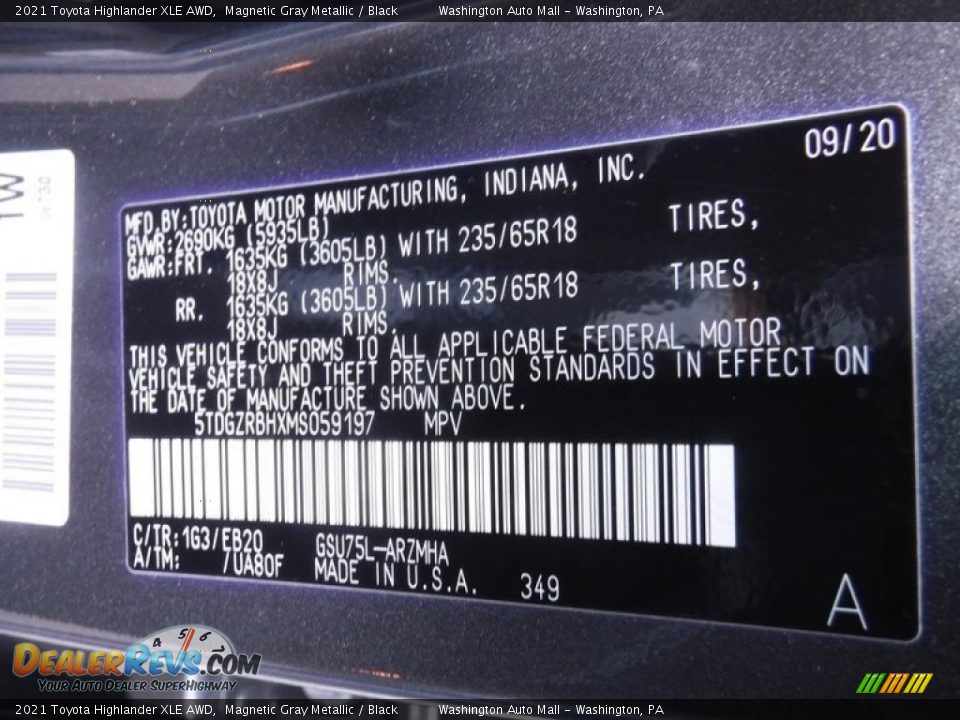 2021 Toyota Highlander XLE AWD, Magnetic Gray Metallic / Black Washington Auto Mall - Washington, PA
09/20
MFD.BY:TOYOTA MOTOR MANUFACTURING, INDIANA, INC.
GVWR:2690KG (5935LB)
GAWR:FRT. 1635KG (3605LB) WITH 235/65R18 TIRES,
18X8J RIMS.
RR. 1635KG (3605LB) WITH 235/65R18 TIRES,
18X8J RIMS.
THIS VEHICLE CONFORMS TO ALL APPLICABLE FEDERAL MOTOR
VEHICLE SAFETY AND THEFT PREVENTION STANDARDS IN EFFECT ON
THE DATE OF MANUFACTURE SHOWN ABOVE.
5TDGZRBHXMS059197 MPV
C/TR:1G3/EB20 GSU75L-ARZMHA
A/TM: /UA80F MADE IN U.S.A. 349
A
4 5 6
DealerRevs.com
Your Auto Dealer SuperHighway
2021 Toyota Highlander XLE AWD, Magnetic Gray Metallic / Black Washington Auto Mall - Washington, PA